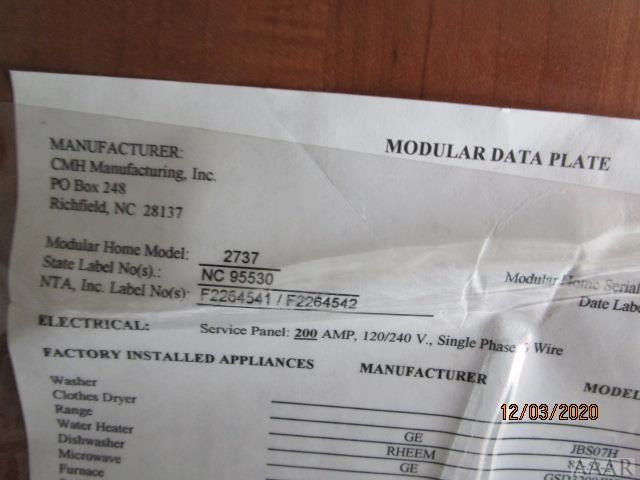 MODULAR DATA PLATE
MANUFACTURER:
CMH Manufacturing, Inc.
PO Box 248
Richfield, NC 28137
Modular Home Model: 2737
State Label No(s).: NC 95530
NTA, Inc. Label No(s): F2264541 / F2264542
Modular Home Serial
Date Labe
ELECTRICAL: Service Panel: 200 AMP, 120/240 V., Single Phase Wire
FACTORY INSTALLED APPLIANCES MANUFACTURER MODEL
Washer
Clothes Dryer
Range GE JBS07H
Water Heater RHEEM
Dishwasher GE
Microwave
Furnace
12/03/2020
AAAR